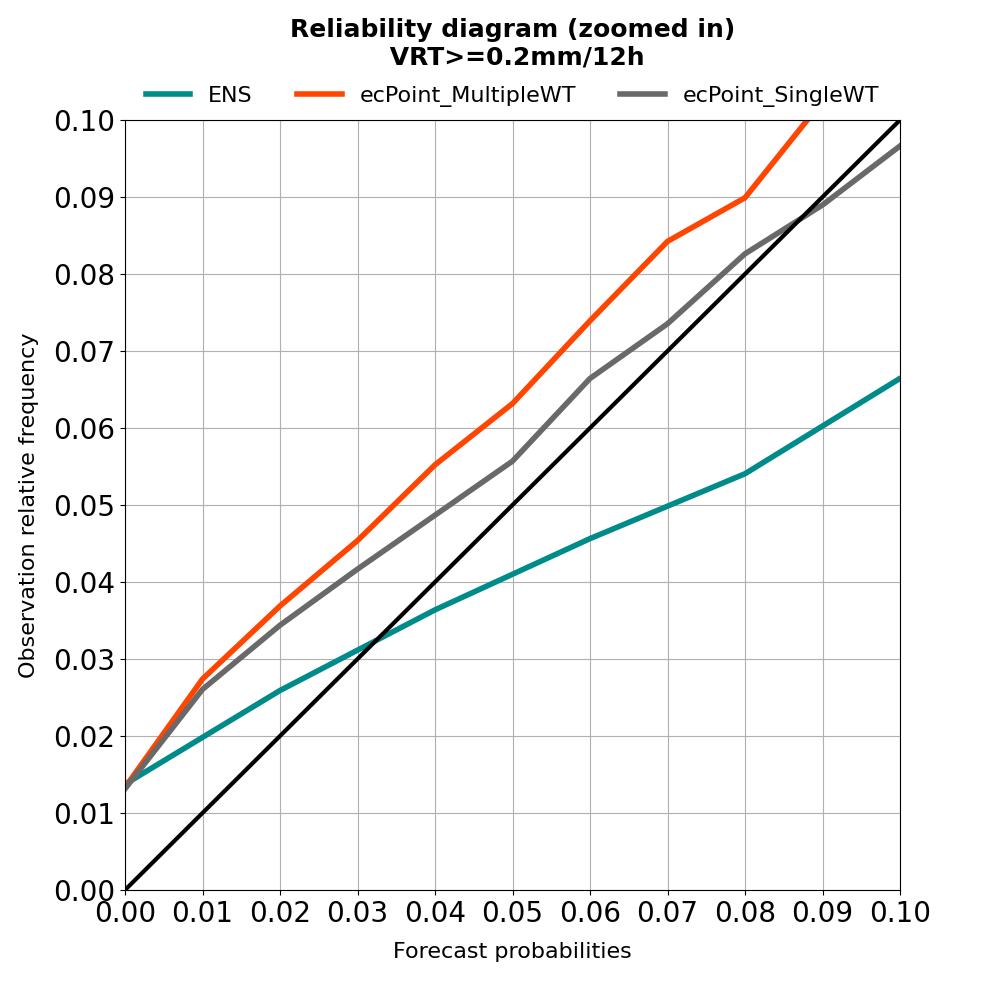 Reliability diagram (zoomed in)
VRT>=0.2mm/12h
ENS ecPoint_MultipleWT ecPoint_SingleWT
0.10
0.09
0.08
0.07
0.06
0.05
0.04
0.03
0.02
0.01
0.00
Observation relative frequency
0.00 0.01 0.02 0.03 0.04 0.05 0.06 0.07 0.08 0.09 0.10
Forecast probabilities